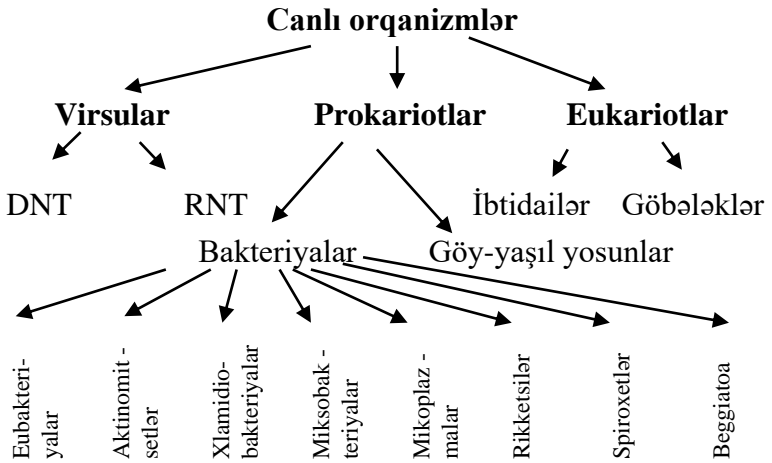 Canlı orqanizmlər
Virsular Prokariotlar Eukariotlar
DNT RNT İbtidailər Göbələklər
Bakteriyalar Göy-yaşıl yosunlar
Eubakteri-
yalar
Aktinomit -
setlər
Xlamidio-
bakteriyalar
Miksobak -
teriyalar
Mikoplaz -
malar
Rikketsilər
Spiroxetlər
Beggiatoa